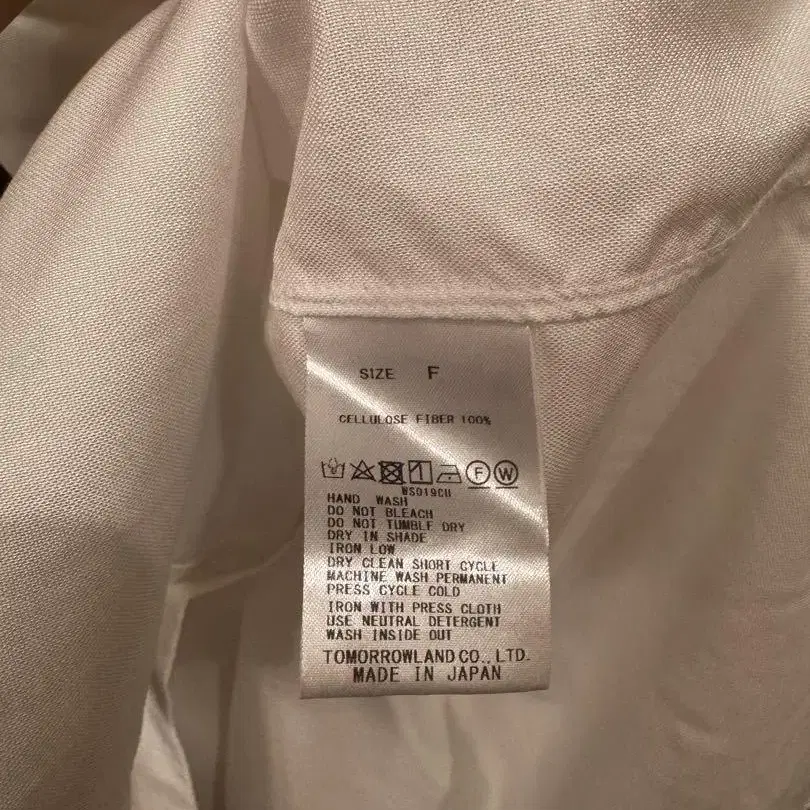 SIZE F
CELLULOSE FIBER 100%
F W
WS019CU
HAND WASH
DO NOT BLEACH
DO NOT TUMBLE DRY
DRY IN SHADE
IRON LOW
DRY CLEAN SHORT CYCLE
MACHINE WASH PERMANENT
PRESS CYCLE COLD
IRON WITH PRESS CLOTH
USE NEUTRAL DETERGENT
WASH INSIDE OUT
TOMORROWLAND CO., LTD.
MADE IN JAPAN